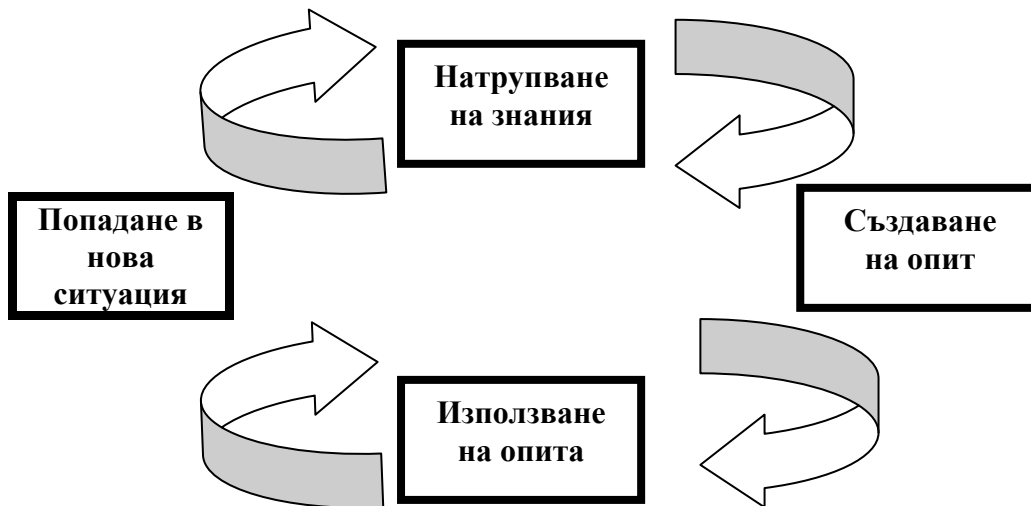 Натрупване
на знания
Попадане в
нова
ситуация
Създаване
на опит
Използване
на опита